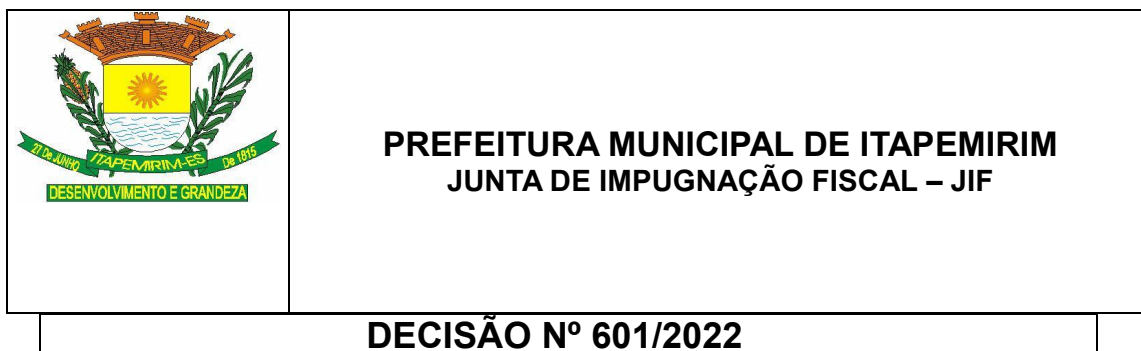 27 DE JUNHO ITAPEMIRIM-ES De 1815
DESENVOLVIMENTO E GRANDEZA
PREFEITURA MUNICIPAL DE ITAPEMIRIM
JUNTA DE IMPUGNAÇÃO FISCAL – JIF
DECISÃO Nº 601/2022